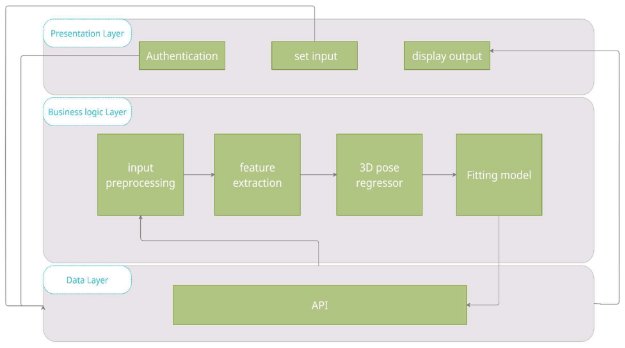 Presentation Layer
Authentication
set input
display output
Business logic Layer
input
preprocessing
feature
extraction
3D pose
regressor
Fitting model
Data Layer
API